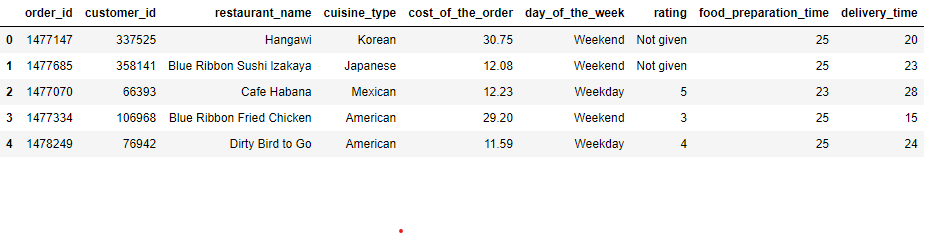 order_id customer_id restaurant_name cuisine_type cost_of_the_order day_of_the_week rating food_preparation_time delivery_time
0 1477147 337525 Hangawi Korean 30.75 Weekend Not given 25 20
1 1477685 358141 Blue Ribbon Sushi Izakaya Japanese 12.08 Weekend Not given 25 23
2 1477070 66393 Cafe Habana Mexican 12.23 Weekday 5 23 28
3 1477334 106968 Blue Ribbon Fried Chicken American 29.20 Weekend 3 25 15
4 1478249 76942 Dirty Bird to Go American 11.59 Weekday 4 25 24